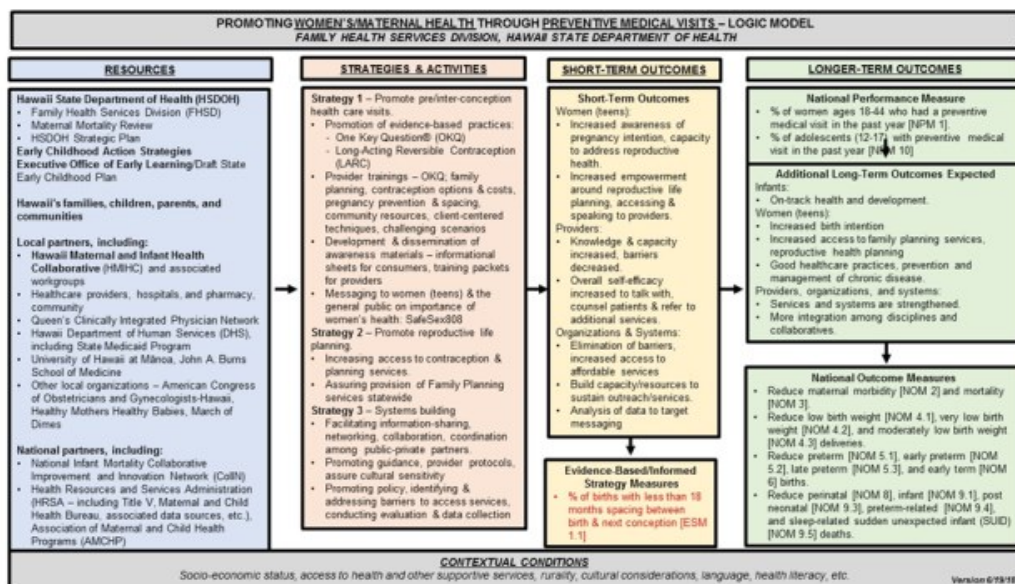 PROMOTING WOMEN'S/MATERNAL HEALTH THROUGH PREVENTIVE MEDICAL VISITS – LOGIC MODEL
FAMILY HEALTH SERVICES DIVISION, HAWAII STATE DEPARTMENT OF HEALTH
RESOURCES
Hawaii State Department of Health (HSDOH)
• Family Health Services Division (FHSD)
• Maternal Mortality Review
• HSDOH Strategic Plan
Early Childhood Action Strategies
Executive Office of Early Learning/Draft State
Early Childhood Plan
Hawaii's families, children, parents, and
communities
Local partners, including:
• Hawaii Maternal and Infant Health
Collaborative (HMIHC) and associated
workgroups
• Healthcare providers, hospitals, and pharmacy,
community
• Queen's Clinically Integrated Physician Network
• Hawaii Department of Human Services (DHS),
including State Medicaid Program
• University of Hawaii at Mānoa, John A. Burns
School of Medicine
• Other local organizations – American Congress
of Obstetricians and Gynecologists-Hawaii,
Healthy Mothers Healthy Babies, March of
Dimes
National partners, including:
• National Infant Mortality Collaborative
Improvement and Innovation Network (CoIIN)
• Health Resources and Services Administration
(HRSA – including Title V, Maternal and Child
Health Bureau, associated data sources, etc.),
Association of Maternal and Child Health
Programs (AMCHP)
STRATEGIES & ACTIVITIES
Strategy 1 – Promote pre/inter-conception
health care visits.
• Promotion of evidence-based practices:
- One Key Question® (OKQ)
- Long-Acting Reversible Contraception
(LARC)
• Provider trainings – OKQ; family
planning, contraception options & costs,
pregnancy prevention & spacing,
community resources, client-centered
techniques, challenging scenarios
• Development & dissemination of
awareness materials – informational
sheets for consumers, training packets
for providers
• Messaging to women (teens) & the
general public on importance of
women's health: SafeSex808
Strategy 2 – Promote reproductive life
planning.
• Increasing access to contraception &
planning services.
• Assuring provision of Family Planning
services statewide
Strategy 3 – Systems building
• Facilitating information-sharing,
networking, collaboration, coordination
among public-private partners.
• Promoting guidance, provider protocols,
assure cultural sensitivity
• Promoting policy, identifying &
addressing barriers to access services,
conducting evaluation & data collection
SHORT-TERM OUTCOMES
Short-Term Outcomes
Women (teens):
• Increased awareness of
pregnancy intention, capacity
to address reproductive
health.
• Increased empowerment
around reproductive life
planning, accessing &
speaking to providers.
Providers:
• Knowledge & capacity
increased, barriers
decreased.
• Overall self-efficacy
increased to talk with,
counsel patients & refer to
additional services.
Organizations & Systems:
• Elimination of barriers,
increased access to
affordable services
• Build capacity/resources to
sustain outreach/services.
• Analysis of data to target
messaging
Evidence-Based/Informed
Strategy Measures
• % of births with less than 18
months spacing between
birth & next conception [ESM
1.1]
LONGER-TERM OUTCOMES
National Performance Measure
• % of women ages 18-44 who had a preventive
medical visit in the past year [NPM 1].
• % of adolescents (12-17) with preventive medical
visit in the past year [NPM 10]
Additional Long-Term Outcomes Expected
Infants:
• On-track health and development.
Women (teens):
• Increased birth intention
• Increased access to family planning services,
reproductive health planning
• Good healthcare practices, prevention and
management of chronic disease.
Providers, organizations, and systems:
• Services and systems are strengthened.
• More integration among disciplines and
collaboratives.
National Outcome Measures
• Reduce maternal morbidity [NOM 2] and mortality
[NOM 3].
• Reduce low birth weight [NOM 4.1], very low birth
weight [NOM 4.2], and moderately low birth weight
[NOM 4.3] deliveries.
• Reduce preterm [NOM 5.1], early preterm [NOM
5.2], late preterm [NOM 5.3], and early term [NOM
6] births.
• Reduce perinatal [NOM 8], infant [NOM 9.1], post
neonatal [NOM 9.3], preterm-related [NOM 9.4],
and sleep-related sudden unexpected infant (SUID)
[NOM 9.5] deaths.
CONTEXTUAL CONDITIONS
Socio-economic status, access to health and other supportive services, rurality, cultural considerations, language, health literacy, etc.